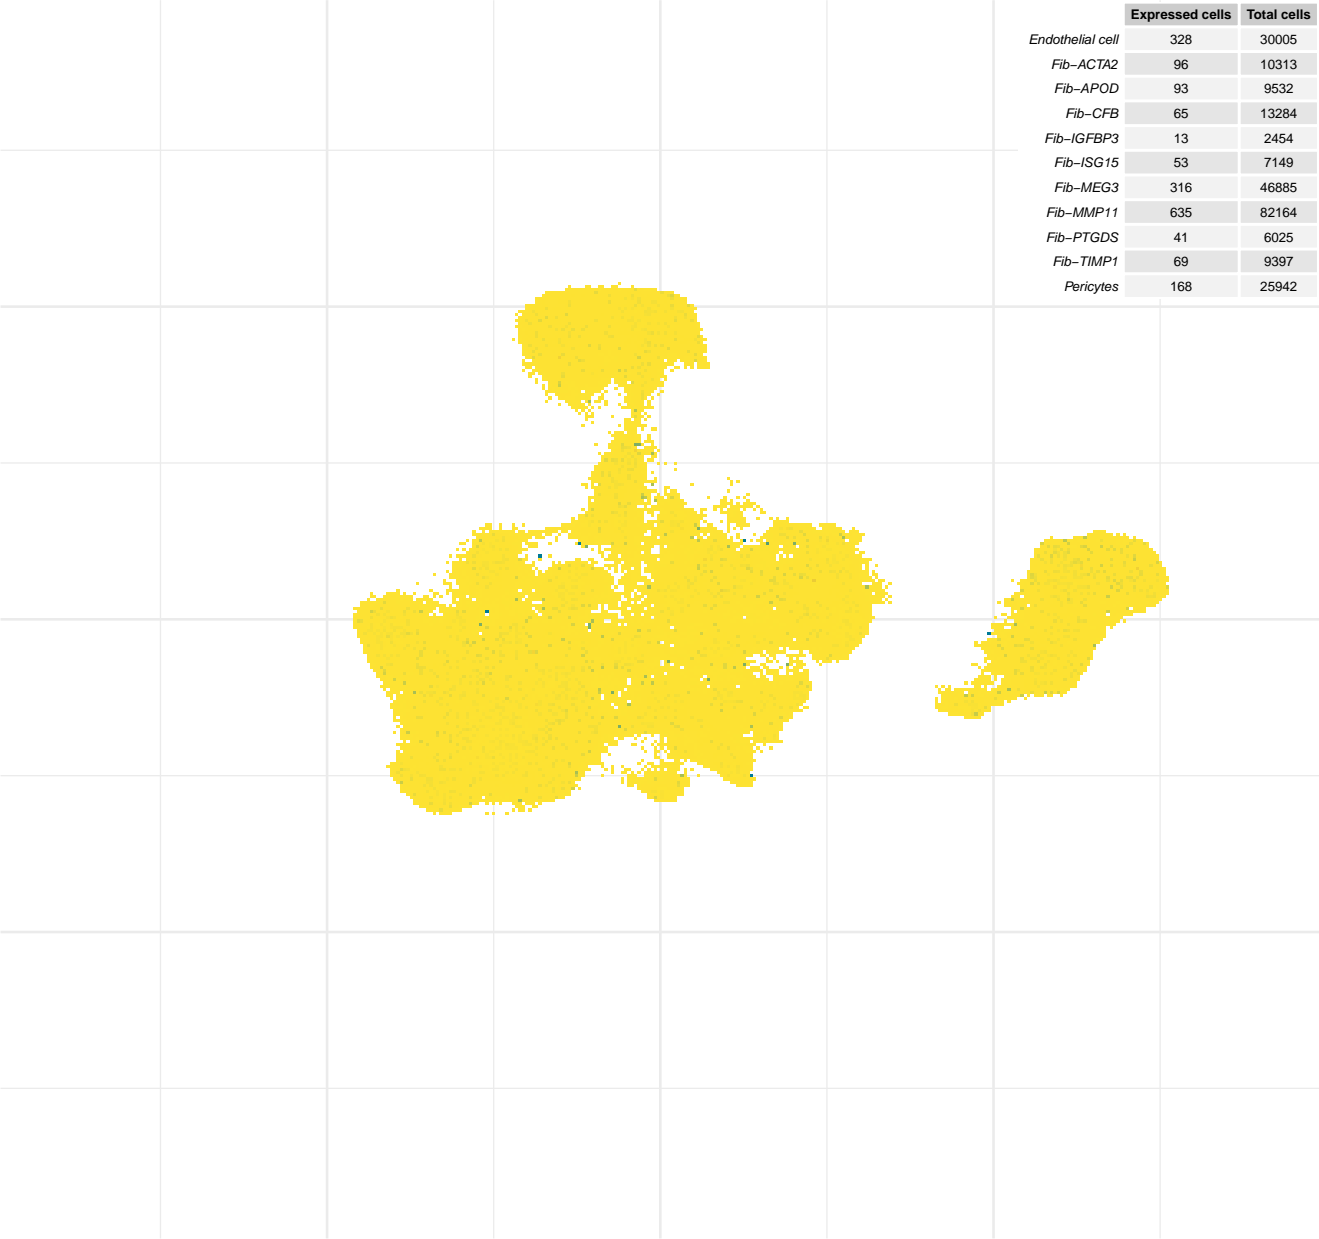 Expressed cells Total cells
Endothelial cell 328 30005
Fib−ACTA2 96 10313
Fib−APOD 93 9532
Fib−CFB 65 13284
Fib−IGFBP3 13 2454
Fib−ISG15 53 7149
Fib−MEG3 316 46885
Fib−MMP11 635 82164
Fib−PTGDS 41 6025
Fib−TIMP1 69 9397
Pericytes 168 25942